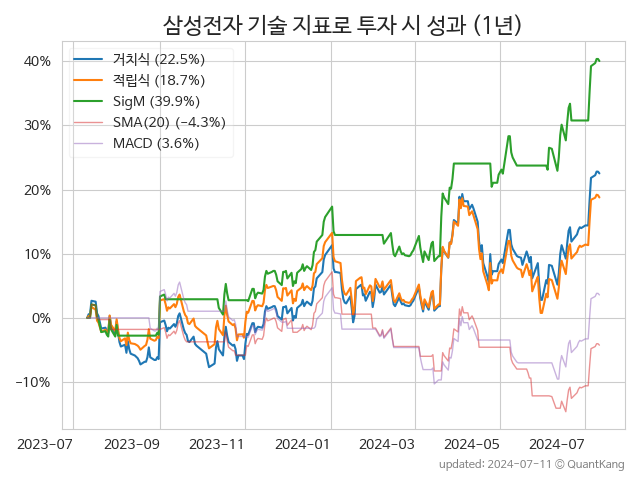 삼성전자 기술 지표로 투자 시 성과 (1년)
거치식 (22.5%)
적립식 (18.7%)
SigM (39.9%)
SMA(20) (−4.3%)
MACD (3.6%)
40%
30%
20%
10%
0%
−10%
2023-07 2023-09 2023-11 2024-01 2024-03 2024-05 2024-07
updated: 2024-07-11 ⓒ QuantKang